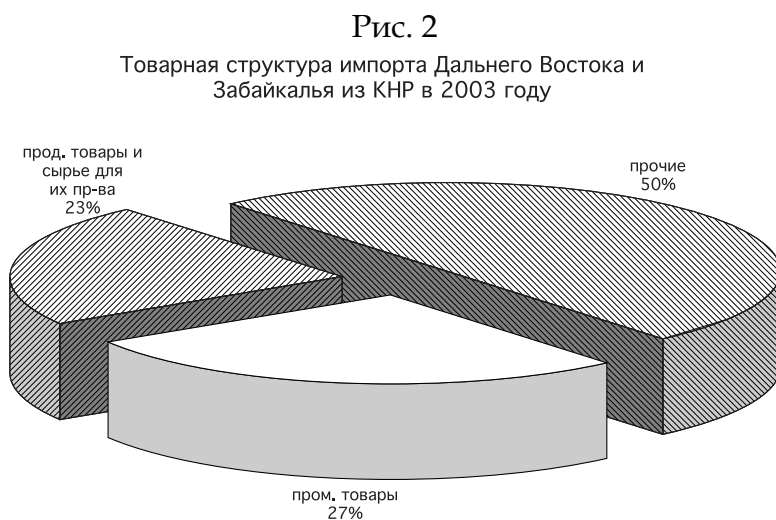 Рис. 2
Товарная структура импорта Дальнего Востока и
Забайкалья из КНР в 2003 году
прод. товары и
сырье для
их пр-ва
23%
прочие
50%
пром. товары
27%